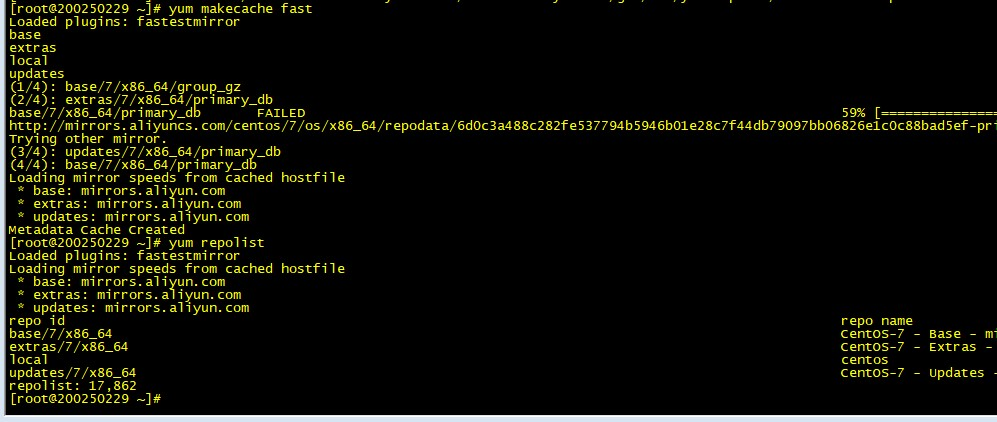 [root@200250229 ~]# yum makecache fast
Loaded plugins: fastestmirror
base
extras
local
updates
(1/4): base/7/x86_64/group_gz
(2/4): extras/7/x86_64/primary_db
base/7/x86_64/primary_db       FAILED                                                                   59% [===============
http://mirrors.aliyuncs.com/centos/7/os/x86_64/repodata/6d0c3a488c282fe537794b5946b01e28c7f44db79097bb06826e1c0c88bad5ef-pri
Trying other mirror.
(3/4): updates/7/x86_64/primary_db
(4/4): base/7/x86_64/primary_db
Loading mirror speeds from cached hostfile
 * base: mirrors.aliyun.com
 * extras: mirrors.aliyun.com
 * updates: mirrors.aliyun.com
Metadata Cache Created
[root@200250229 ~]# yum repolist
Loaded plugins: fastestmirror
Loading mirror speeds from cached hostfile
 * base: mirrors.aliyun.com
 * extras: mirrors.aliyun.com
 * updates: mirrors.aliyun.com
repo id                                                                                                 repo name
base/7/x86_64                                                                                           CentOS-7 - Base - mi
extras/7/x86_64                                                                                         CentOS-7 - Extras -
local                                                                                                   centos
updates/7/x86_64                                                                                        CentOS-7 - Updates -
repolist: 17,862
[root@200250229 ~]#